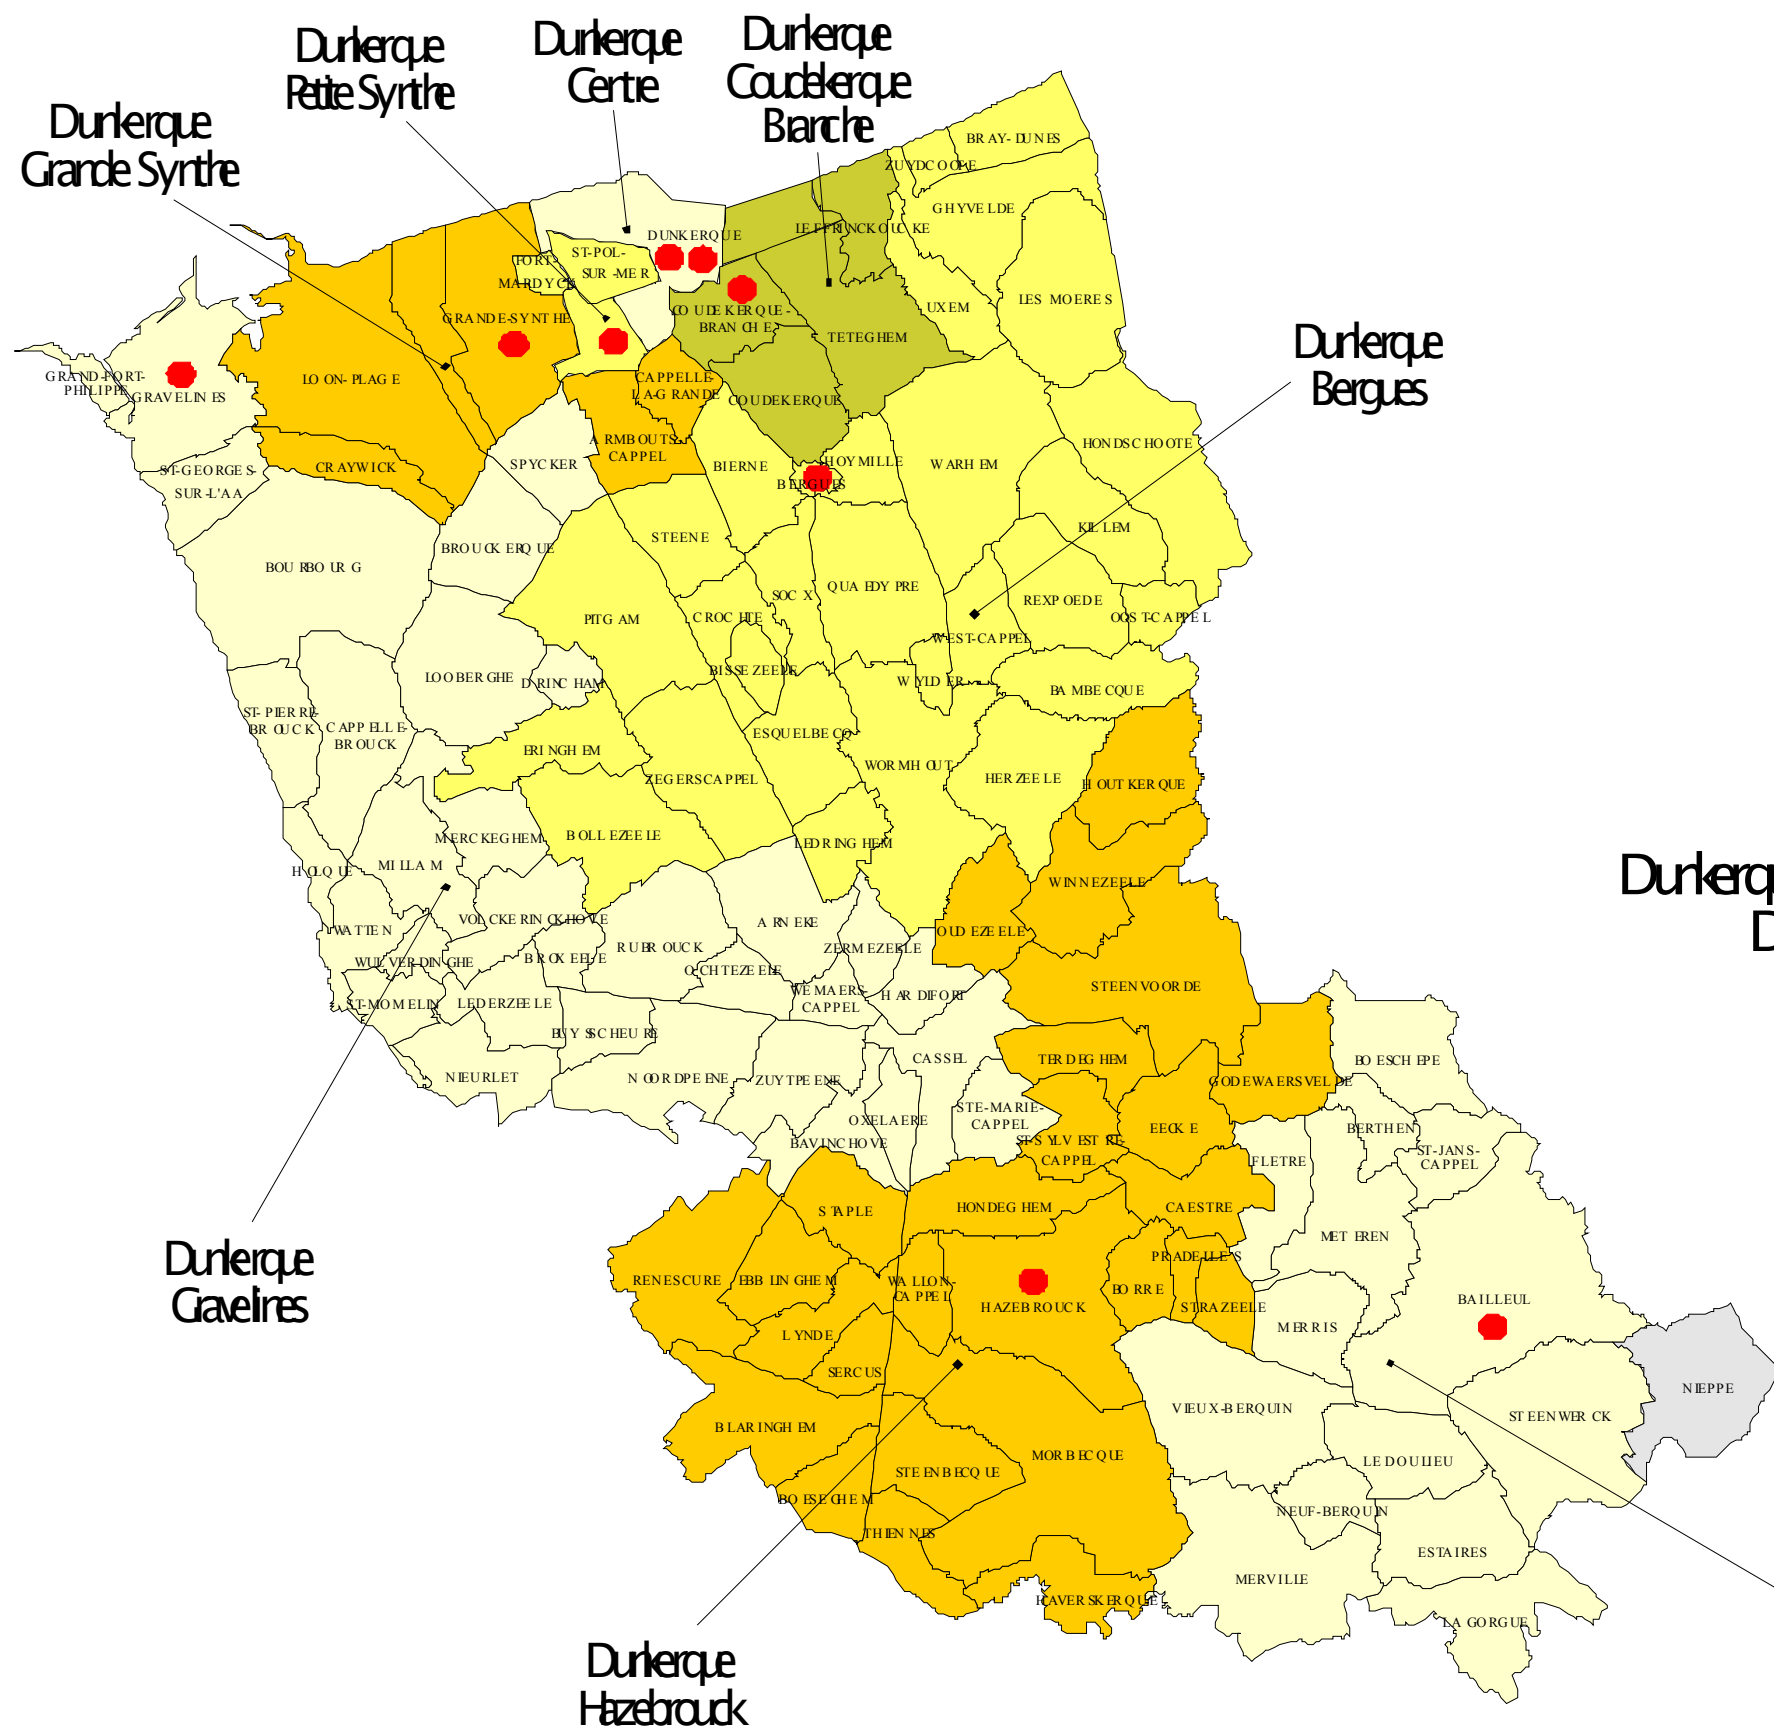 Dunkerque
Petite Synthe
Dunkerque
Centre
Dunkerque
Coudekerque
Branche
Dunkerque
Grande Synthe
BRAY-DUNES
ZUYDCOOTE
GHYVELDE
LEFFRINCKOUCKE
DUNKERQUE
ST-POL-
SUR-MER
FORT-
MARDYCK
LES MOERES
UXEM
COUDEKERQUE-
BRANCHE
TETEGHEM
GRANDE-SYNTHE
LOON-PLAGE
GRAND-FORT-
PHILIPPE
GRAVELINES
CAPPELLE-
LA-GRANDE
COUDEKERQUE
Dunkerque
Bergues
HONDSCHOOTE
ARMBOUTS-
CAPPEL
SPYCKER
CRAYWICK
ST-GEORGES-
SUR-L'AA
BIERNE
HOYMILLE
BERGUES
WARHEM
KILLEM
STEENE
BROUCKERQUE
BOURBOURG
QUAEDYPRE
SOCX
REXPOEDE
OOST-CAPPEL
CROCHTE
PITGAM
WEST-CAPPEL
BISSEZEELE
WYLDER
BAMBECQUE
LOOBERGHE
DRINCHAM
ST-PIERRE-
BROUCK
CAPPELLE-
BROUCK
ESQUELBECQ
ERINGHEM
ZEGERSCAPPEL
WORMHOUT
HERZEELE
HOUTKERQUE
MERCKEGHEM
BOLLEZEELE
LEDRINGHEM
MILLAM
HOLQUE
WINNEZEELE
Dunkerqu
D
VOLCKERINCKHOVE
WATTEN
ARNEKE
OUDEZEELE
RUBROUCK
ZERMEZEELE
WULVERDINGHE
BROXEELE
OCHTEZEELE
STEENVOORDE
WEMAERS-
CAPPEL
HARDIFORT
ST-MOMELIN
LEDERZEELE
BUYSSCHEURE
CASSEL
TERDEGHEM
BOESCHEPE
NIEURLET
NOORDPEENE
ZUYTPEENE
GODEWAERSVELDE
OXELAERE
STE-MARIE-
CAPPEL
EECKE
BERTHEN
BAVINCHOVE
ST-SYLVESTRE-
CAPPEL
FLETRE
ST-JANS-
CAPPEL
STAPLE
HONDEGHEM
CAESTRE
METEREN
PRADELLES
RENESCURE
EBBLINGHEM
WALLON-
CAPPEL
HAZEBROUCK
BORRE
STRAZEELE
BAILLEUL
MERRIS
Dunkerque
Gravelines
LYNDE
SERCUS
NIEPPE
BLARINGHEM
VIEUX-BERQUIN
STEENWERCK
MORBECQUE
STEENBECQUE
LE DOULIEU
BOESEGHEM
NEUF-BERQUIN
THIENNES
ESTAIRES
MERVILLE
HAVERSKERQUE
LA GORGUE
Dunkerque
Hazebrouck